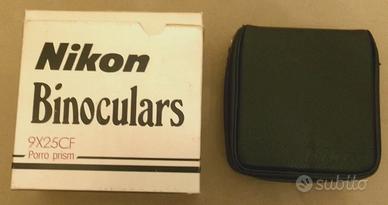 Nikon
Binoculars
9X25CF
Porro prism
subito